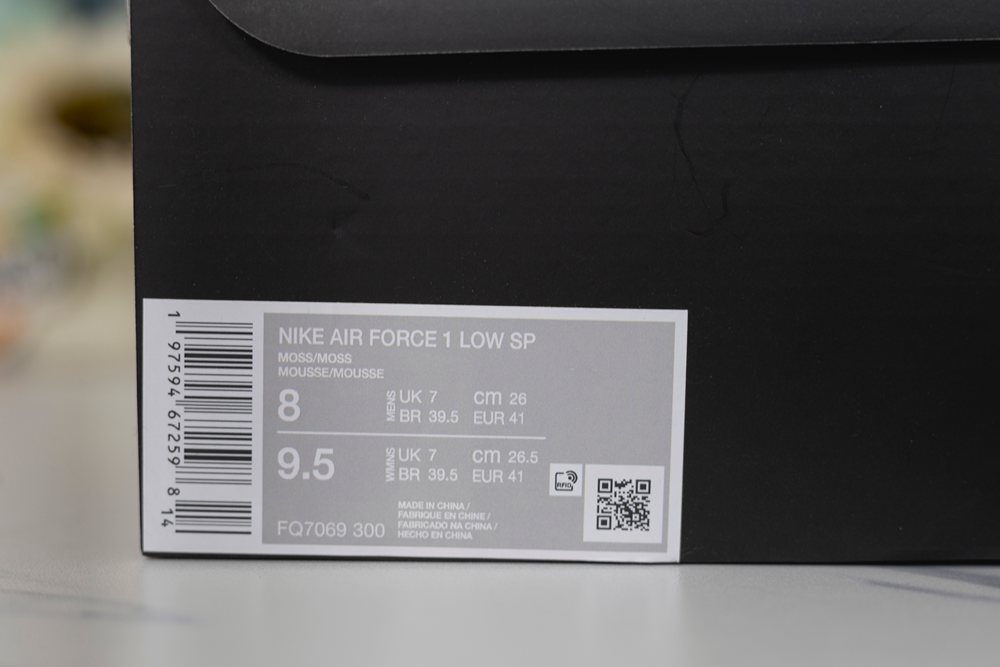 1 97594 67259 8 14
NIKE AIR FORCE 1 LOW SP
MOSS/MOSS
MOUSSE/MOUSSE
8 MENS UK 7 cm 26
BR 39.5 EUR 41
9.5 WMNS UK 7 cm 26.5
BR 39.5 EUR 41
RFID
MADE IN CHINA /
FABRIQUE EN CHINE /
FABRICADO NA CHINA /
HECHO EN CHINA
FQ7069 300